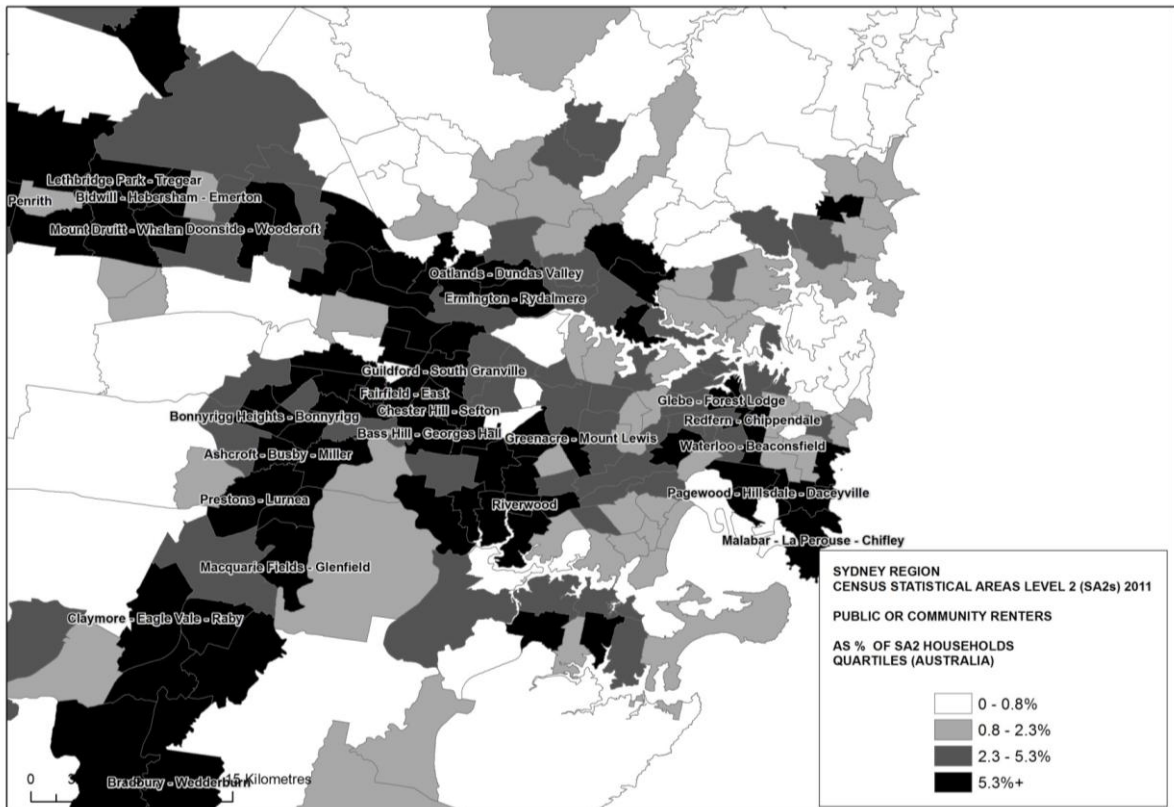 Lethbridge Park - Tregear
Penrith
Bidwill - Hebersham - Emerton
Mount Druitt - Whalan
Doonside - Woodcroft
Oatlands - Dundas Valley
Ermington - Rydalmere
Guildford - South Granville
Fairfield - East
Chester Hill - Sefton
Glebe - Forest Lodge
Bonnyrigg Heights - Bonnyrigg
Redfern - Chippendale
Bass Hill - Georges Hall
Greenacre - Mount Lewis
Waterloo - Beaconsfield
Ashcroft - Busby - Miller
Prestons - Lurnea
Riverwood
Pagewood - Hillsdale - Daceyville
Malabar - La Perouse - Chifley
Macquarie Fields - Glenfield
Claymore - Eagle Vale - Raby
Bradbury - Wedderburn
0
15 Kilometres
SYDNEY REGION
CENSUS STATISTICAL AREAS LEVEL 2 (SA2s) 2011
PUBLIC OR COMMUNITY RENTERS
AS % OF SA2 HOUSEHOLDS
QUARTILES (AUSTRALIA)
0 - 0.8%
0.8 - 2.3%
2.3 - 5.3%
5.3%+